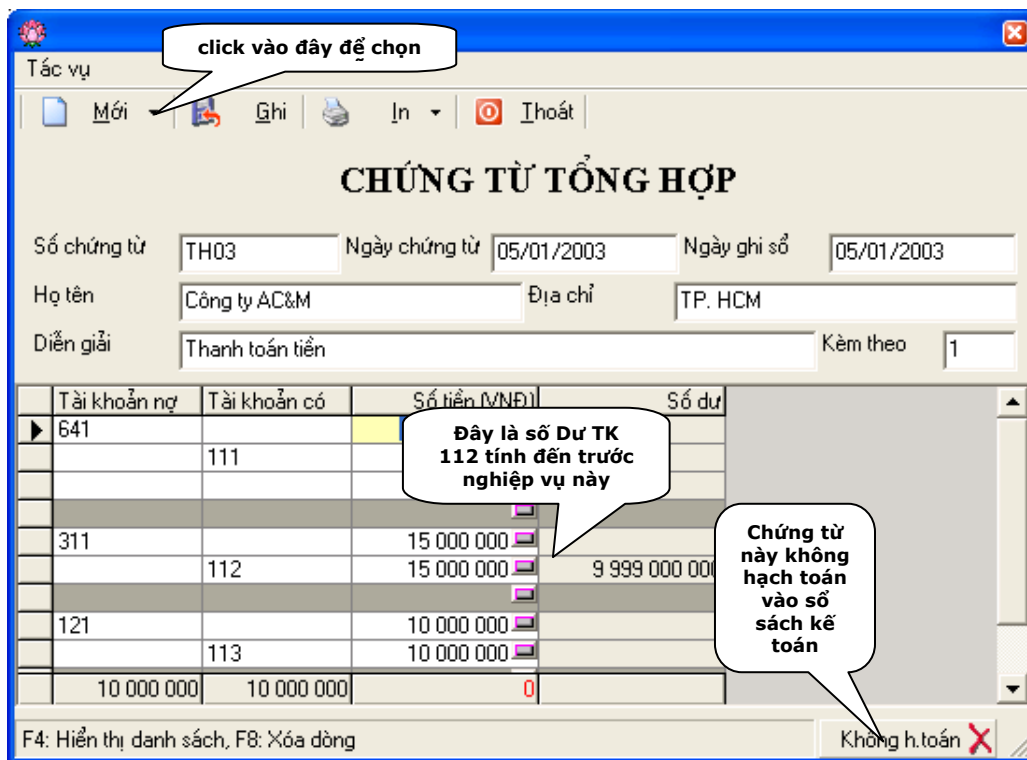 click vào đây để chọn
Tác vụ
Mới Ghi In Thoát
CHỨNG TỪ TỔNG HỢP
Số chứng từ TH03 Ngày chứng từ 05/01/2003 Ngày ghi sổ 05/01/2003
Họ tên Công ty AC&M Địa chỉ TP. HCM
Diễn giải Thanh toán tiền Kèm theo 1
Tài khoản nợ Tài khoản có Số tiền (VNĐ) Số dư
641
111
Đây là số Dư TK
112 tính đến trước
nghiệp vụ này
311 15 000 000
112 15 000 000 9 999 000 000
121 10 000 000
113 10 000 000
10 000 000 10 000 000 0
Chứng từ
này không
hạch toán
vào sổ
sách kế
toán
F4: Hiển thị danh sách, F8: Xóa dòng Không h.toán